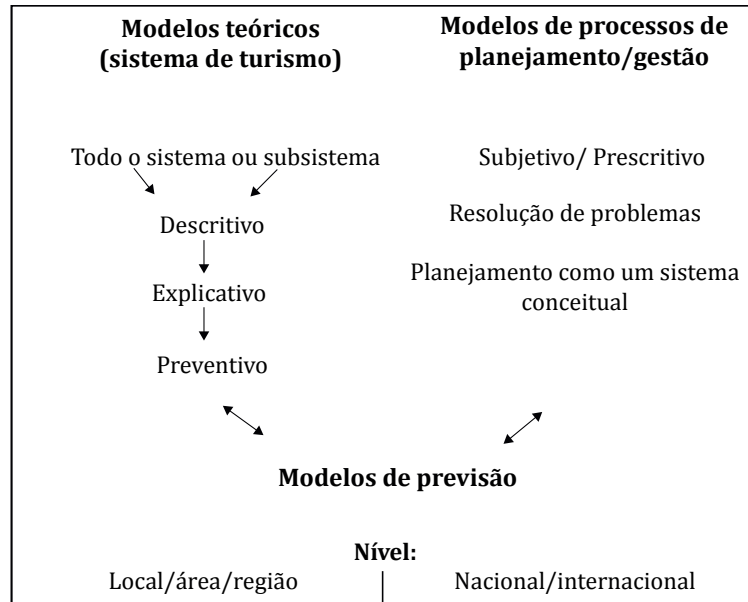 Modelos teóricos
(sistema de turismo)
Modelos de processos de
planejamento/gestão
Todo o sistema ou subsistema
Descritivo
Explicativo
Preventivo
Subjetivo/ Prescritivo
Resolução de problemas
Planejamento como um sistema
conceitual
Modelos de previsão
Nível:
Local/área/região
Nacional/internacional